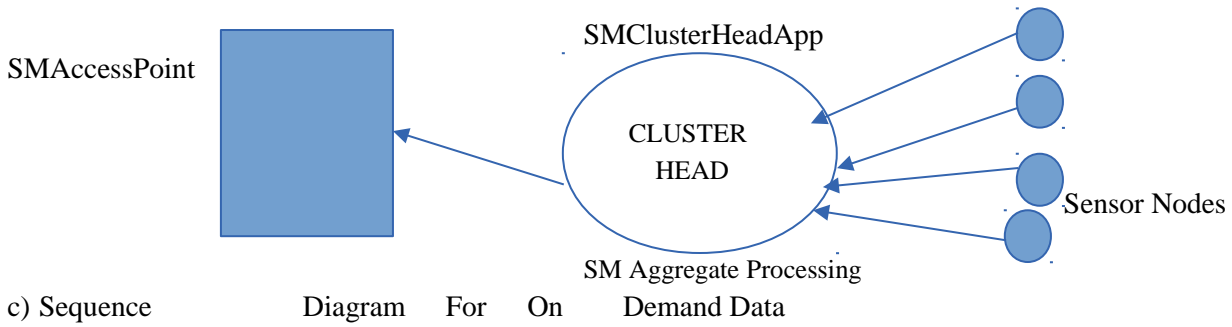 SMClusterHeadApp
SMAccessPoint
CLUSTER
HEAD
Sensor Nodes
SM Aggregate Processing
c) Sequence Diagram For On Demand Data